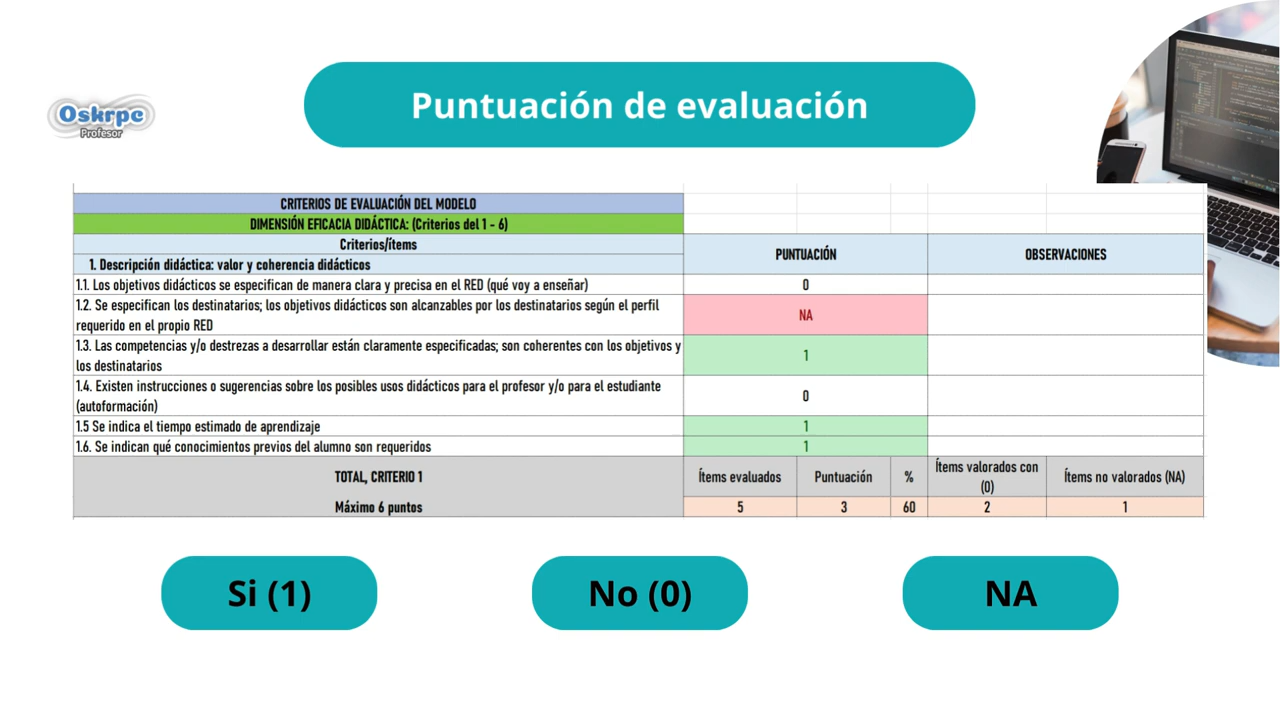 Puntuación de evaluación
Oskrpe
Profesor
CRITERIOS DE EVALUACIÓN DEL MODELO
DIMENSIÓN EFICACIA DIDÁCTICA: (Criterios del 1 - 6)
Criterios/ítems
PUNTUACIÓN
OBSERVACIONES
1. Descripción didáctica: valor y coherencia didácticos
1.1. Los objetivos didácticos se especifican de manera clara y precisa en el RED (qué voy a enseñar)
0
1.2. Se especifican los destinatarios; los objetivos didácticos son alcanzables por los destinatarios según el perfil
requerido en el propio RED
NA
1.3. Las competencias y/o destrezas a desarrollar están claramente especificadas; son coherentes con los objetivos y
los destinatarios
1
1.4. Existen instrucciones o sugerencias sobre los posibles usos didácticos para el profesor y/o para el estudiante
(autoformación)
0
1.5 Se indica el tiempo estimado de aprendizaje
1
1.6. Se indican qué conocimientos previos del alumno son requeridos
1
TOTAL, CRITERIO 1
Ítems evaluados
Puntuación
%
Ítems valorados con
(0)
Ítems no valorados (NA)
Máximo 6 puntos
5
3
60
2
1
Si (1)
No (0)
NA